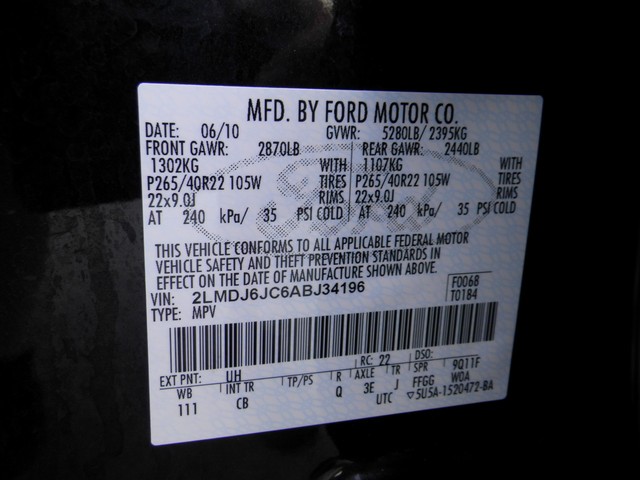 MFD. BY FORD MOTOR CO.
DATE: 06/10 GVWR: 5280LB/ 2395KG
FRONT GAWR: 2870LB REAR GAWR: 2440LB
1302KG WITH 1107KG WITH
P265/40R22 105W TIRES P265/40R22 105W TIRES
22x9.0J RIMS 22x9.0J RIMS
AT 240 kPa/ 35 PSI COLD AT 240 kPa/ 35 PSI COLD
THIS VEHICLE CONFORMS TO ALL APPLICABLE FEDERAL MOTOR
VEHICLE SAFETY AND THEFT PREVENTION STANDARDS IN
EFFECT ON THE DATE OF MANUFACTURE SHOWN ABOVE.
VIN: 2LMDJ6JC6ABJ34196 F0068
TYPE: MPV T0184
EXT PNT: UH RC: 22 DSO:
WB INT TR TP/PS R AXLE TR SPR 9Q11F
111 CB Q 3E J FFGG WOA
UTC ▽5U5A-1520472-BA